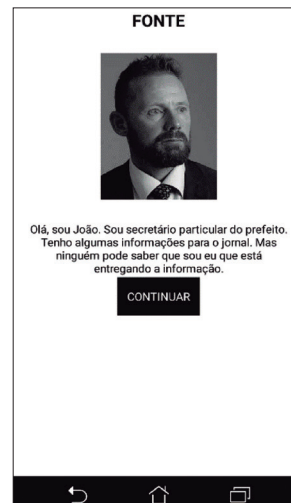 FONTE
Olá, sou João. Sou secretário particular do prefeito.
Tenho algumas informações para o jornal. Mas
ninguém pode saber que sou eu que está
entregando a informação.
CONTINUAR